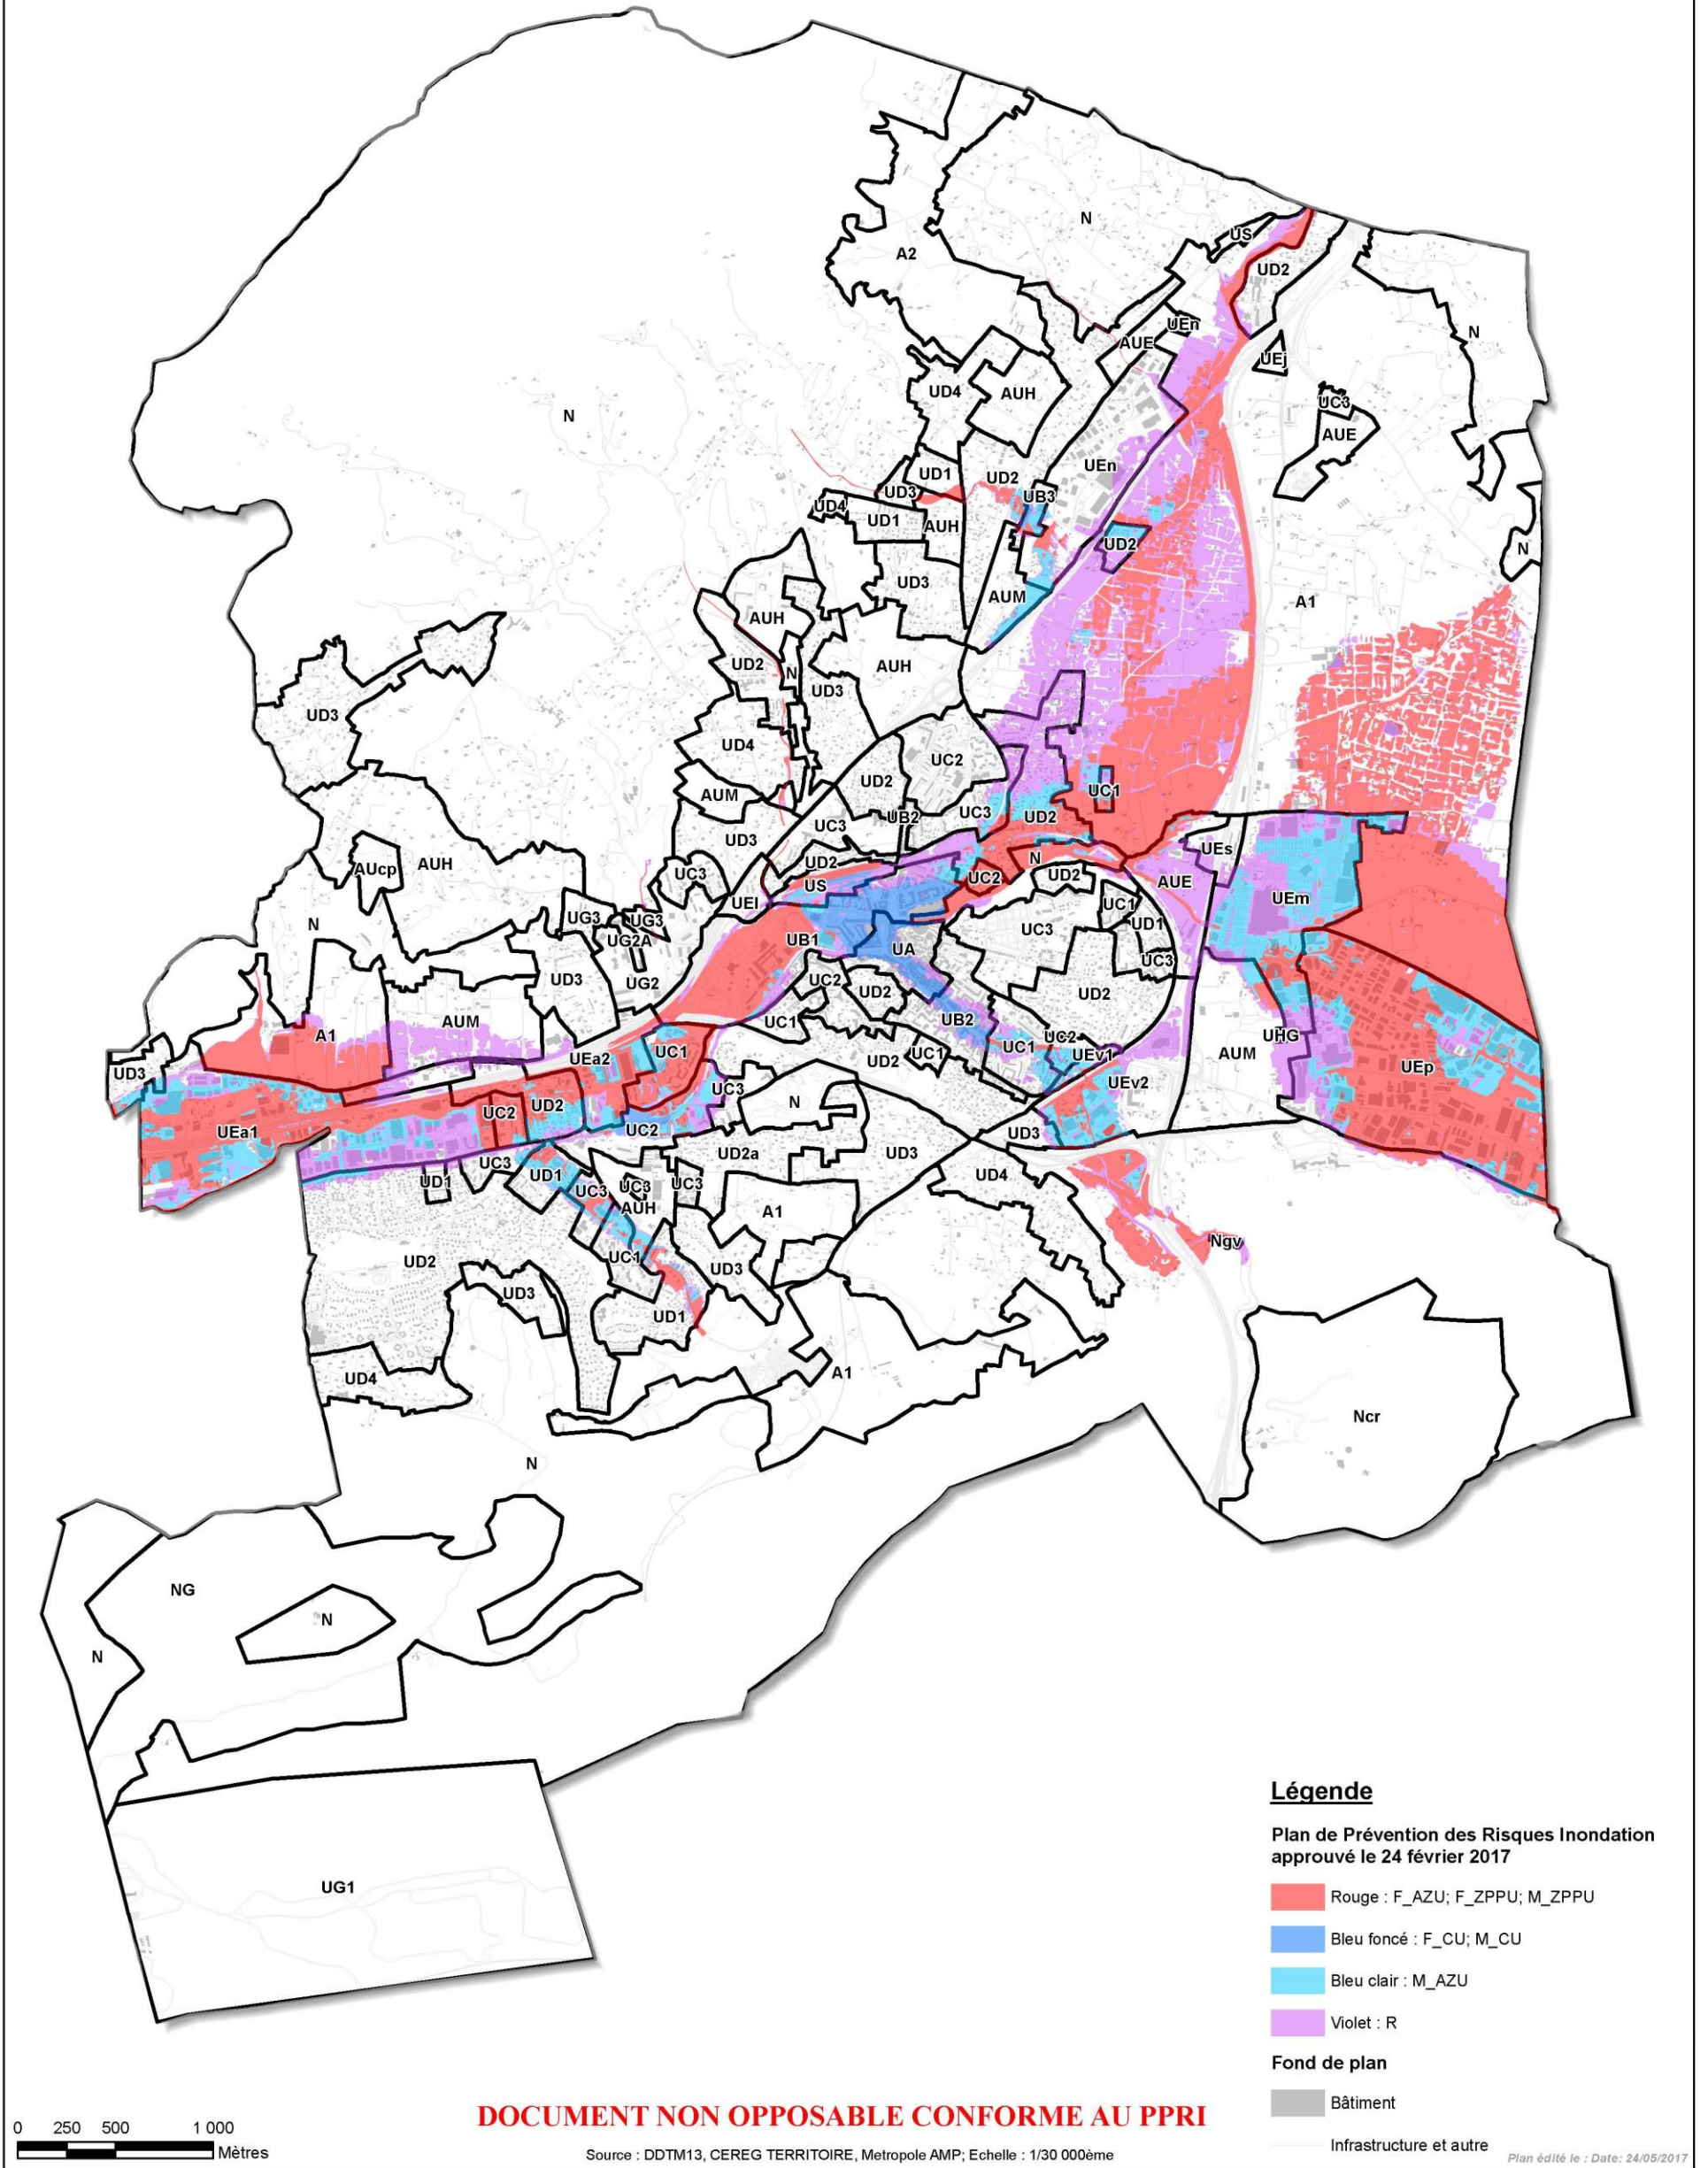 N
US
A2
UD2
UEn
N
AUE
UEj
UD4
AUH
UC3
N
AUE
UD1
UD2
UEn
UD3
UB3
UD4
UD1
AUH
UD2
N
UD3
AUM
A1
AUH
UD2
N
UD3
AUH
UD3
UD4
UC2
UD2
AUM
UC1
UC3
UB2
UC3
UD2
UD3
UEs
UD2
N
AUcp
AUH
UC3
US
UC2
UD2
AUE
UEm
UEI
UC1
UG3
UG3
UD1
N
UG2A
UB1
UA
UC3
UC3
UD3
UG2
UC2
UD2
UD2
AUM
UC1
UB2
A1
UHG
UC2
UEa2
UC1
UC1
UEv1
AUM
UD2
UC1
UEp
UD3
UEv2
UC3
N
UC2
UD2
UEa1
UC2
UD3
UD2a
UD3
UC3
UD1
UD1
UC3
UC3
UC3
UD4
AUH
A1
Ngv
UC1
UD2
UD3
UD3
UD1
A1
UD4
Ncr
N
NG
N
N
UG1
Légende
Plan de Prévention des Risques Inondation
approuvé le 24 février 2017
Rouge : F_AZU; F_ZPPU; M_ZPPU
Bleu foncé : F_CU; M_CU
Bleu clair : M_AZU
Violet : R
Fond de plan
Bâtiment
Infrastructure et autre
DOCUMENT NON OPPOSABLE CONFORME AU PPRI
0 250 500 1 000
Mètres
Source : DDTM13, CEREG TERRITOIRE, Metropole AMP; Echelle : 1/30 000ème
Plan édité le : Date: 24/05/2017